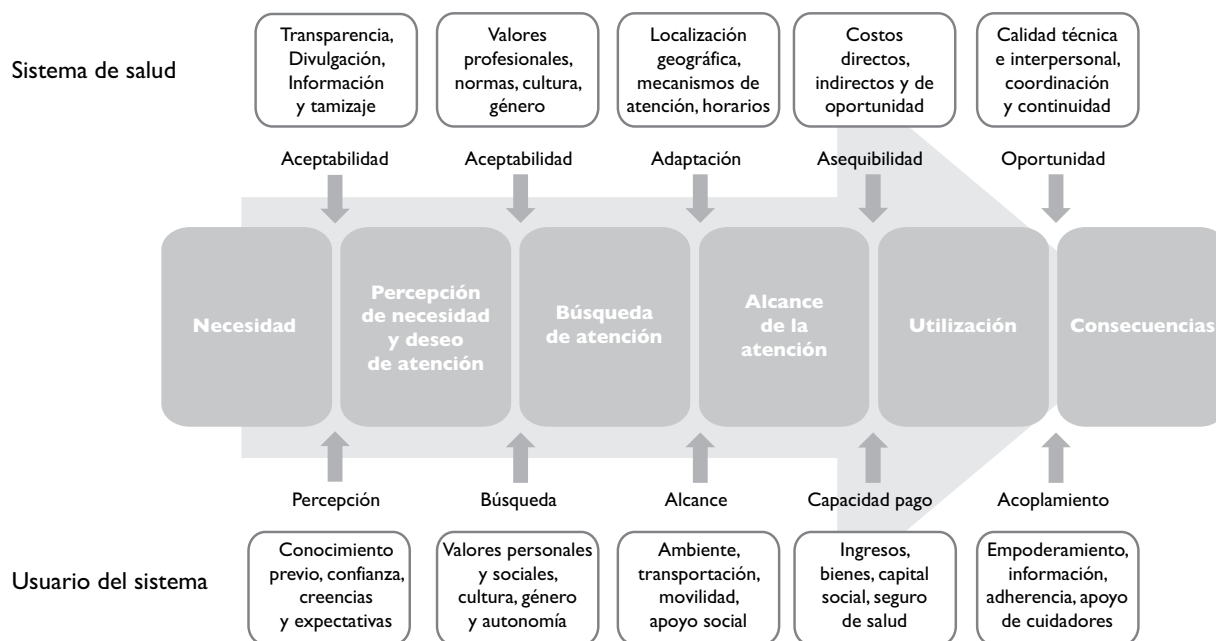 Sistema de salud
Transparencia,
Divulgación,
Información
y tamizaje
Valores
profesionales,
normas, cultura,
género
Localización
geográfica,
mecanismos de
atención, horarios
Costos
directos,
indirectos y de
oportunidad
Calidad técnica
e interpersonal,
coordinación
y continuidad
Aceptabilidad
Aceptabilidad
Adaptación
Asequibilidad
Oportunidad
Necesidad
Percepción
de necesidad
y deseo
de atención
Búsqueda
de atención
Alcance
de la
atención
Utilización
Consecuencias
Percepción
Búsqueda
Alcance
Capacidad pago
Acoplamiento
Usuario del sistema
Conocimiento
previo, confianza,
creencias
y expectativas
Valores personales
y sociales,
cultura, género
y autonomía
Ambiente,
transportación,
movilidad,
apoyo social
Ingresos,
bienes, capital
social, seguro
de salud
Empoderamiento,
información,
adherencia, apoyo
de cuidadores